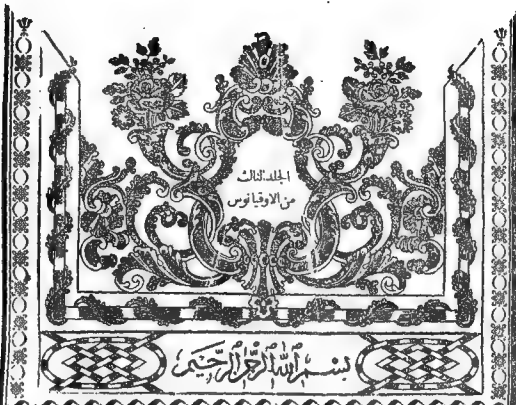 الجلد الثالث
من الاوقيانوس
بسم الله الرحمن الرحيم